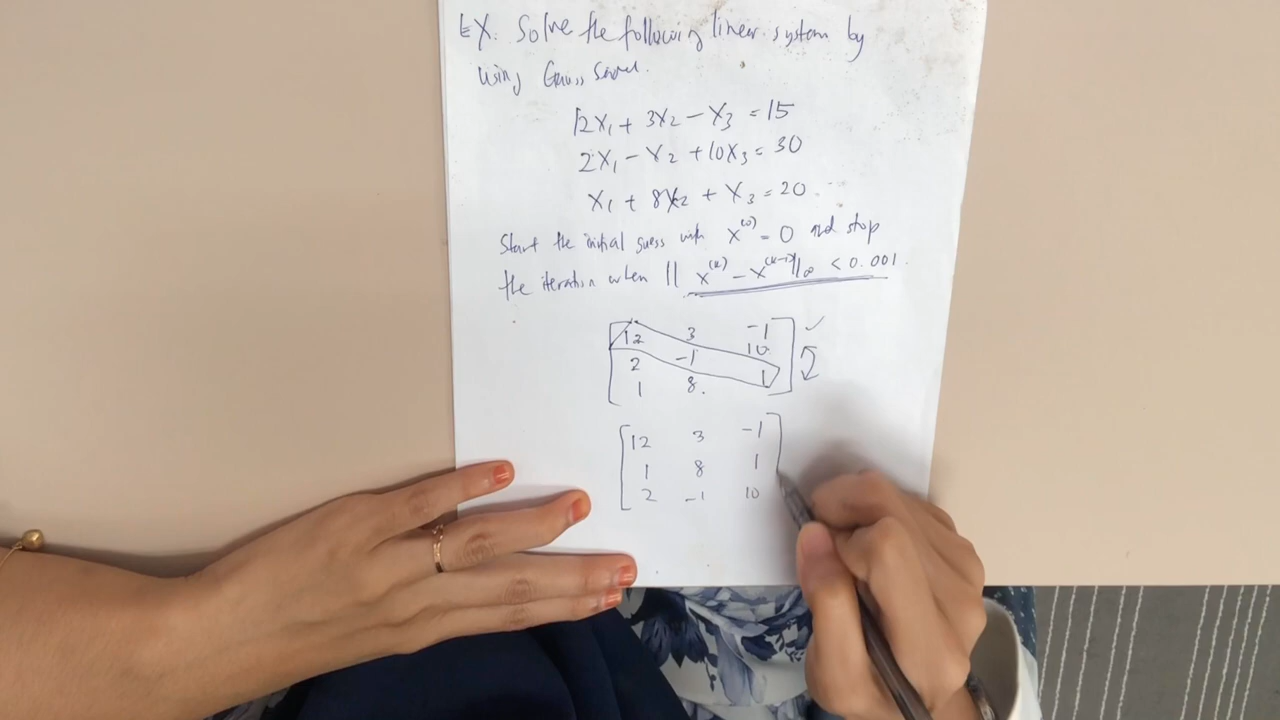 EX. Solve the following linear system by
using Gauss Seidel.
12x₁ + 3x₂ - x₃ = 15
2x₁ - x₂ + 10x₃ = 30
x₁ + 8x₂ + x₃ = 20.
Start the initial guess with x⁽⁰⁾ = 0 and stop
the iteration when || x⁽ᵏ⁾ - x⁽ᵏ⁻¹⁾||∞ < 0.001.
12 3 -1 ✓
2 -1 10
1 8. 1
12 3 -1
1 8 1
2 -1 10